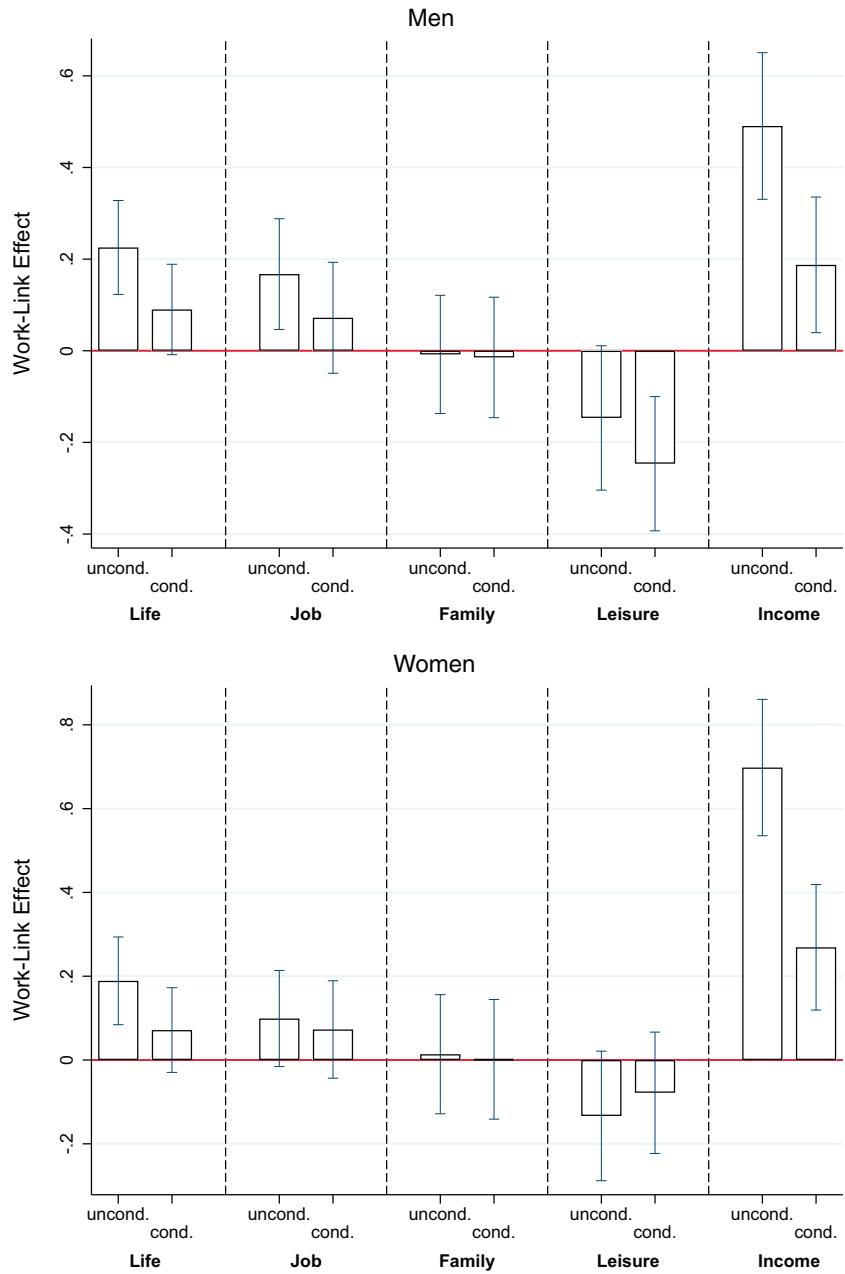 Men
Work-Link Effect
.6
.4
.2
0
-.2
-.4
uncond. uncond. uncond. uncond. uncond.
cond. cond. cond. cond. cond.
Life Job Family Leisure Income
Women
Work-Link Effect
.8
.6
.4
.2
0
-.2
uncond. uncond. uncond. uncond. uncond.
cond. cond. cond. cond. cond.
Life Job Family Leisure Income